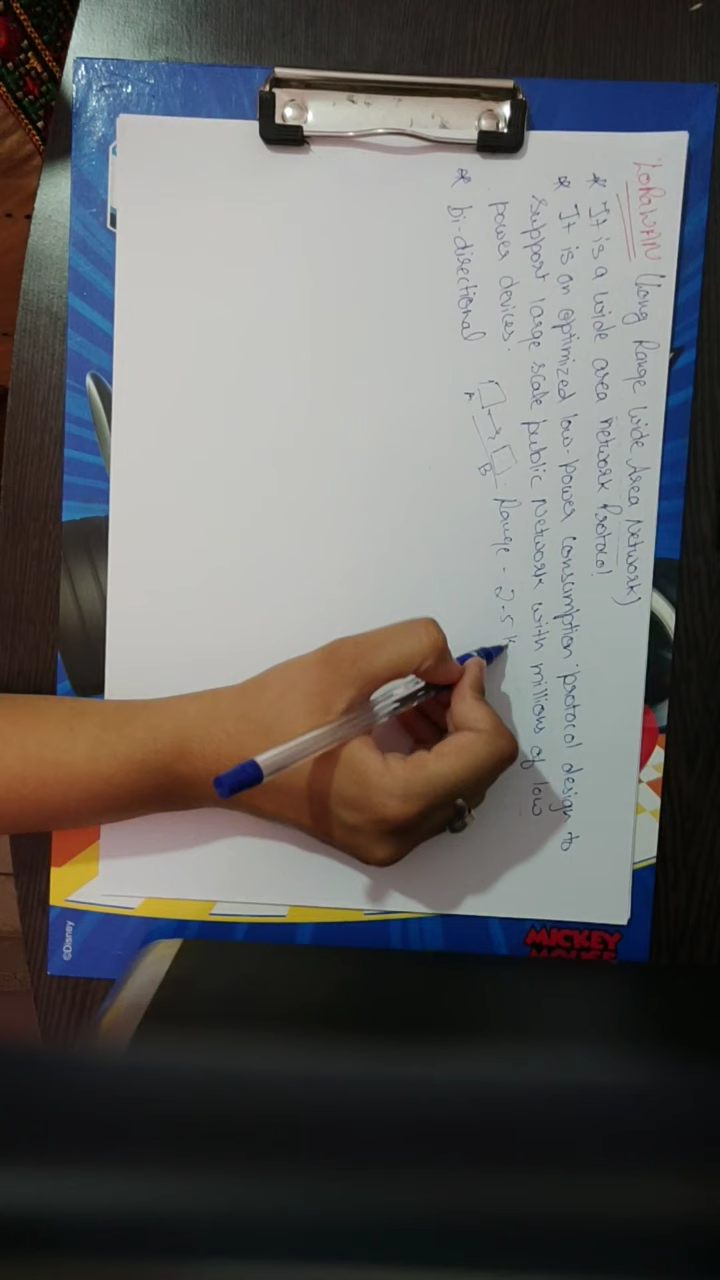 LoRaWAN (Long Range Wide Area Network)
* It is a wide area network Protocol
* It is an optimized low-power consumption protocol design to
support large scale public Network with millions of low
power devices.
Range - 2-5 K
* bi-directional
A
B
MICKEY
MOUSE
©Disney